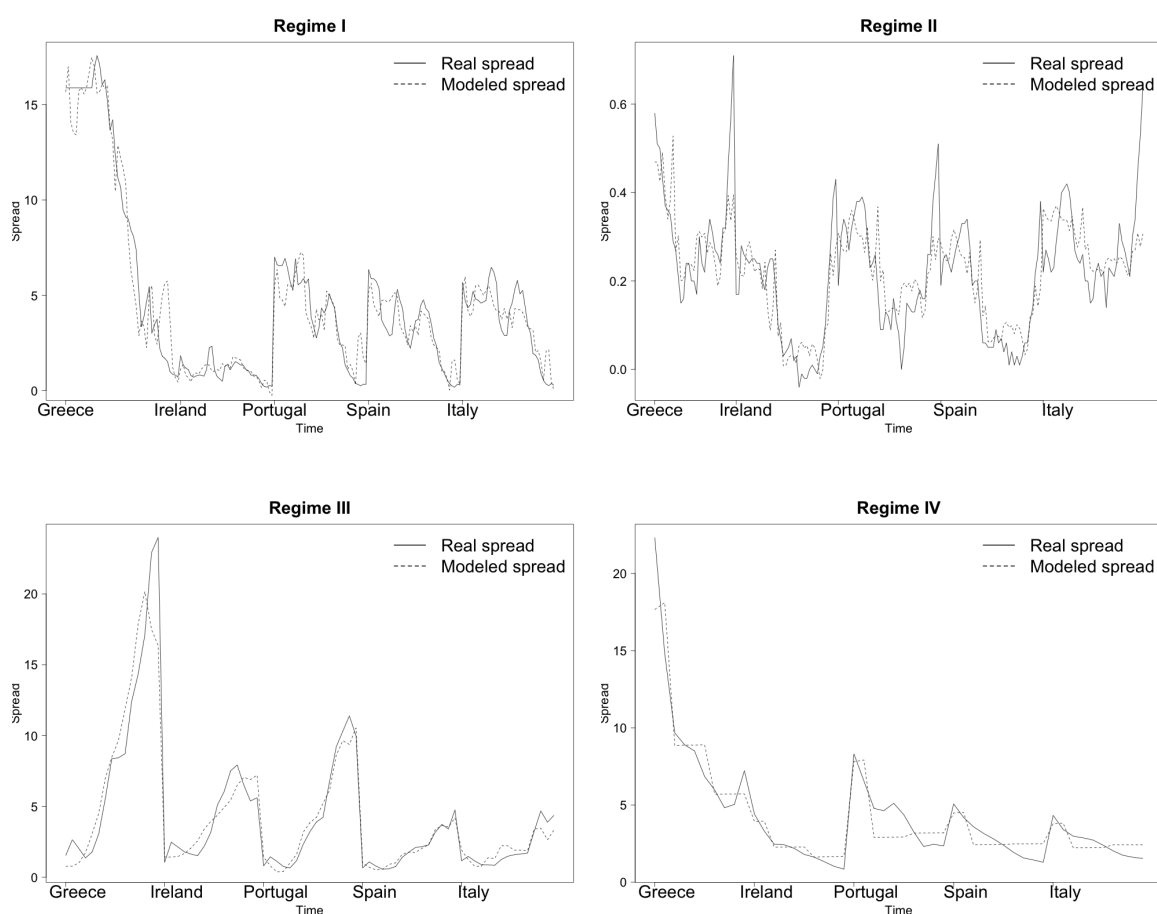 Regime I
Real spread
Modeled spread
Spread
15
10
5
0
Greece Ireland Portugal Spain Italy
Time
Regime II
Real spread
Modeled spread
Spread
0.6
0.4
0.2
0.0
Greece Ireland Portugal Spain Italy
Time
Regime III
Real spread
Modeled spread
Spread
20
15
10
5
0
Greece Ireland Portugal Spain Italy
Time
Regime IV
Real spread
Modeled spread
Spread
20
15
10
5
0
Greece Ireland Portugal Spain Italy
Time